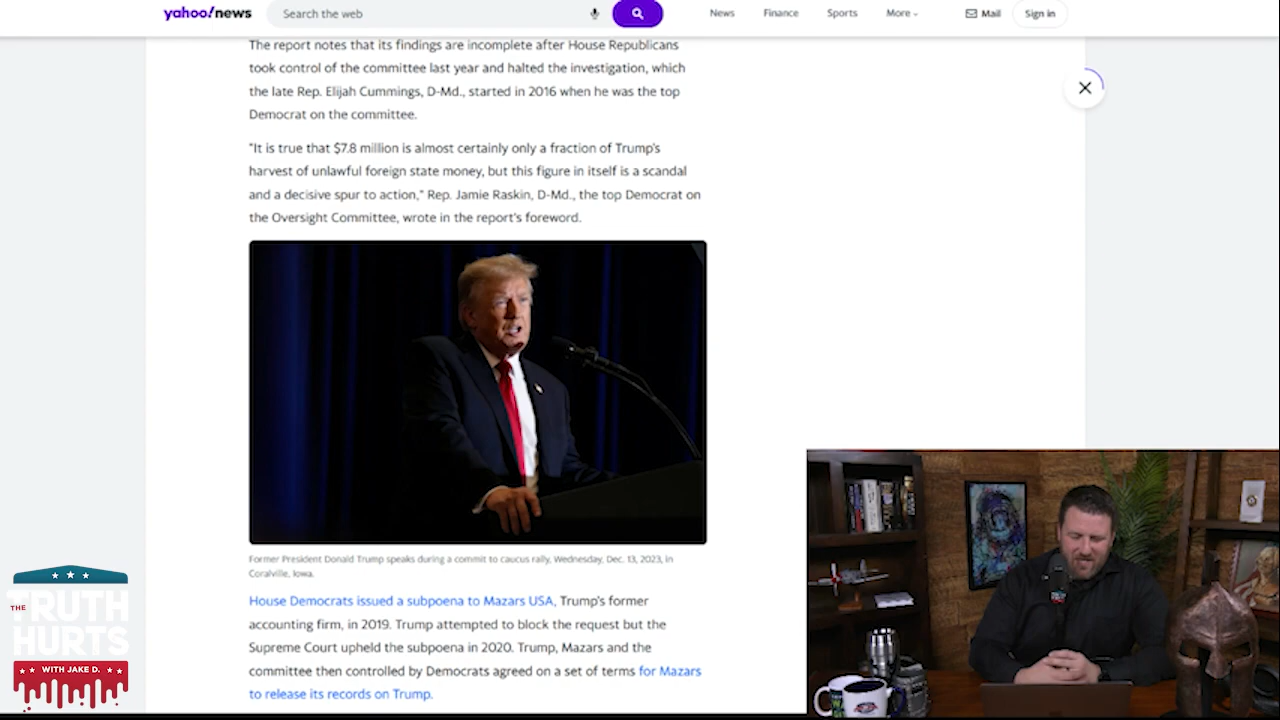 yahoo!news
Search the web
News
Finance
Sports
More
Mail
Sign in
The report notes that its findings are incomplete after House Republicans
took control of the committee last year and halted the investigation, which
the late Rep. Elijah Cummings, D-Md., started in 2016 when he was the top
Democrat on the committee.
"It is true that $7.8 million is almost certainly only a fraction of Trump's
harvest of unlawful foreign state money, but this figure in itself is a scandal
and a decisive spur to action," Rep. Jamie Raskin, D-Md., the top Democrat on
the Oversight Committee, wrote in the report's foreword.
Former President Donald Trump speaks during a commit to caucus rally, Wednesday, Dec. 13, 2023, in
Coralville, Iowa.
House Democrats issued a subpoena to Mazars USA, Trump's former
accounting firm, in 2019. Trump attempted to block the request but the
Supreme Court upheld the subpoena in 2020. Trump, Mazars and the
committee then controlled by Democrats agreed on a set of terms for Mazars
to release its records on Trump.
THE
TRUTH
HURTS
WITH JAKE D.